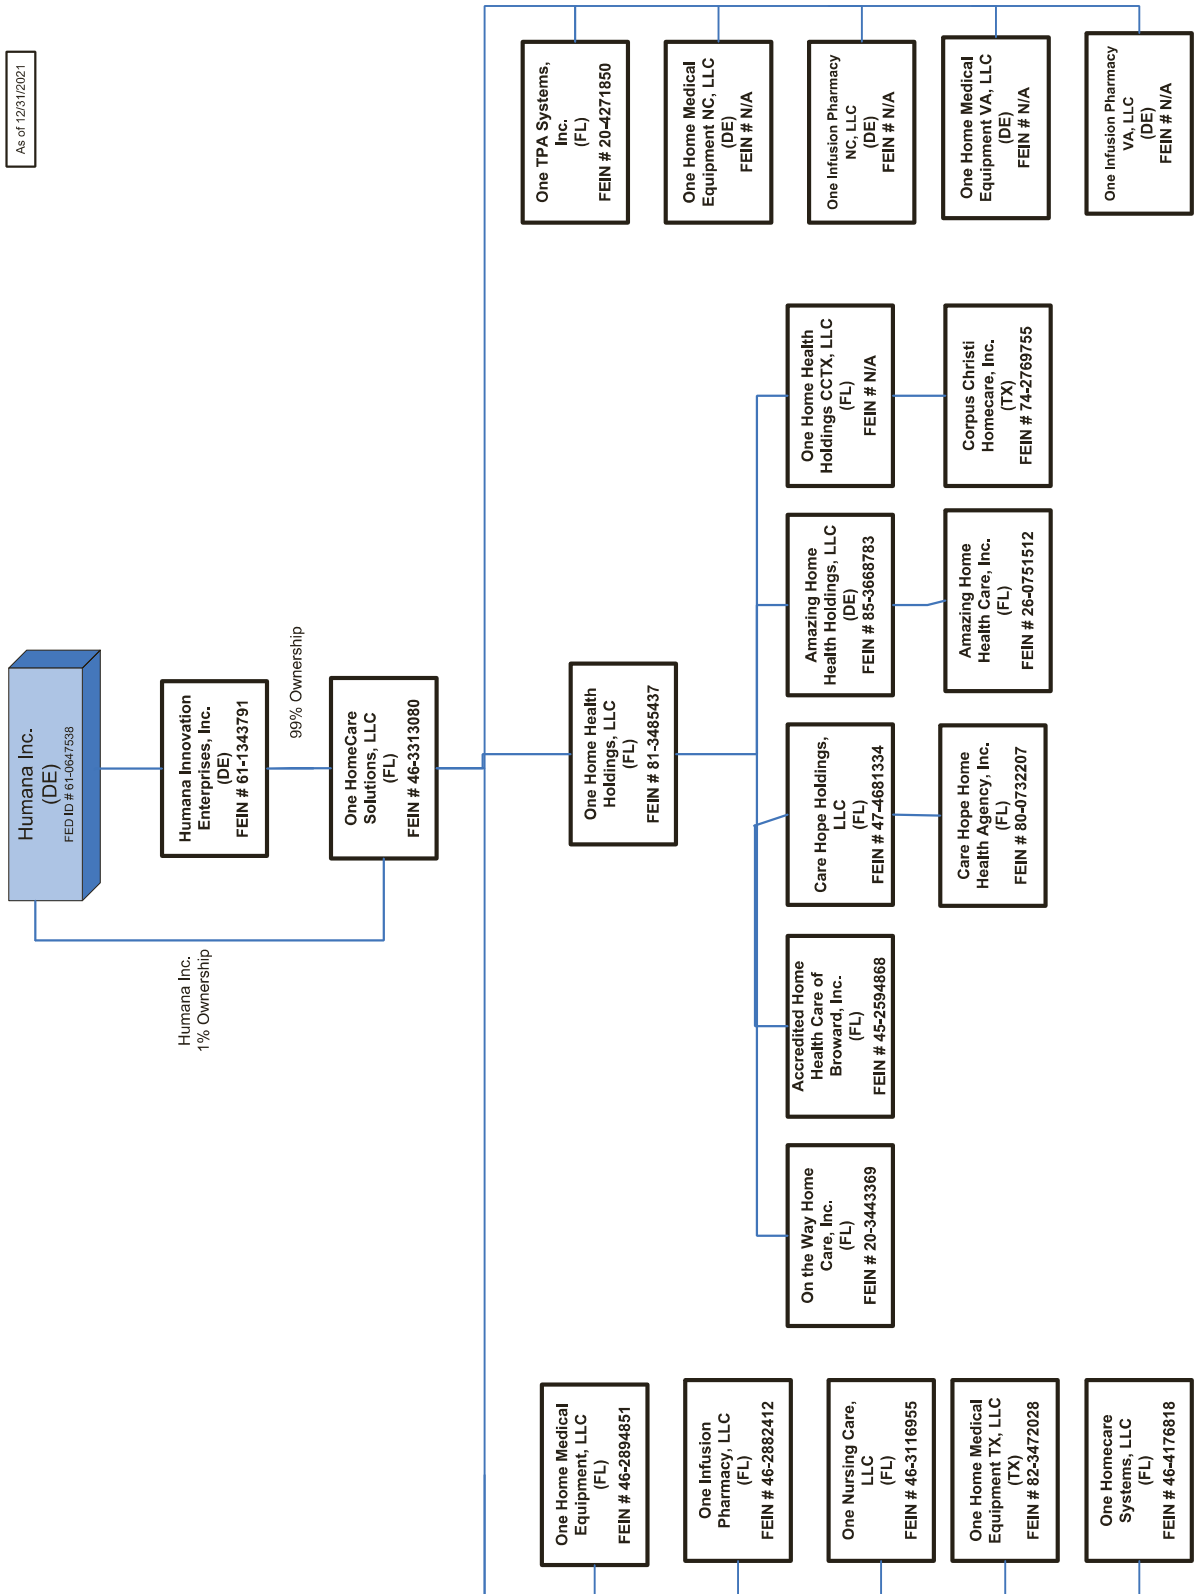 As of 12/31/2021
Humana Inc.
(DE)
FED ID # 61-0647538
Humana Innovation
Enterprises, Inc.
(DE)
FEIN # 61-1343791
99% Ownership
Humana Inc.
1% Ownership
One HomeCare
Solutions, LLC
(FL)
FEIN # 46-3313080
One Home Medical
Equipment, LLC
(FL)
FEIN # 46-2894851
One Infusion
Pharmacy, LLC
(FL)
FEIN # 46-2882412
One Nursing Care,
LLC
(FL)
FEIN # 46-3116955
One Home Medical
Equipment TX, LLC
(TX)
FEIN # 82-3472028
One Homecare
Systems, LLC
(FL)
FEIN # 46-4176818
One Home Health
Holdings, LLC
(FL)
FEIN # 81-3485437
On the Way Home
Care, Inc.
(FL)
FEIN # 20-3443369
Accredited Home
Health Care of
Broward, Inc.
(FL)
FEIN # 45-2594868
Care Hope Holdings,
LLC
(FL)
FEIN # 47-4681334
Care Hope Home
Health Agency, Inc.
(FL)
FEIN # 80-0732207
Amazing Home
Health Holdings, LLC
(DE)
FEIN # 85-3668783
Amazing Home
Health Care, Inc.
(FL)
FEIN # 26-0751512
One Home Health
Holdings CCTX, LLC
(FL)
FEIN # N/A
Corpus Christi
Homecare, Inc.
(TX)
FEIN # 74-2769755
One TPA Systems,
Inc.
(FL)
FEIN # 20-4271850
One Home Medical
Equipment NC, LLC
(DE)
FEIN # N/A
One Infusion Pharmacy
NC, LLC
(DE)
FEIN # N/A
One Home Medical
Equipment VA, LLC
(DE)
FEIN # N/A
One Infusion Pharmacy
VA, LLC
(DE)
FEIN # N/A